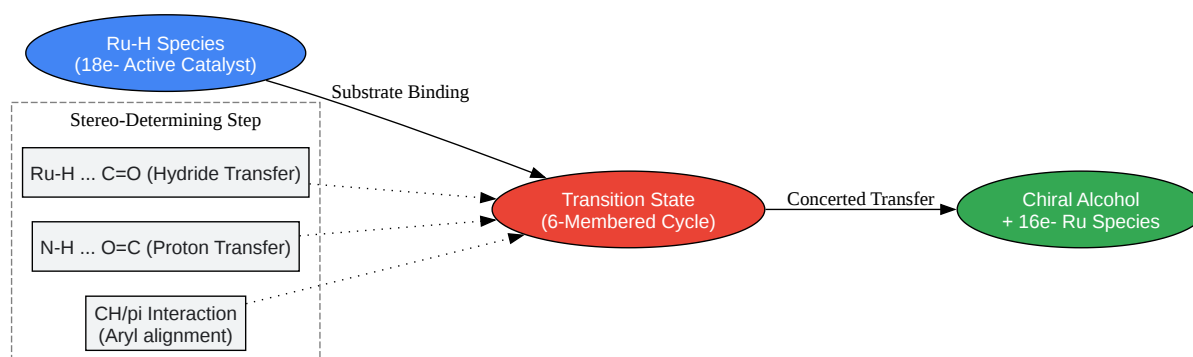 Ru-H Species
(18e- Active Catalyst)
Substrate Binding
Stereo-Determining Step
Ru-H ... C=O (Hydride Transfer)
N-H ... O=C (Proton Transfer)
CH/pi Interaction
(Aryl alignment)
Transition State
(6-Membered Cycle)
Concerted Transfer
Chiral Alcohol
+ 16e- Ru Species